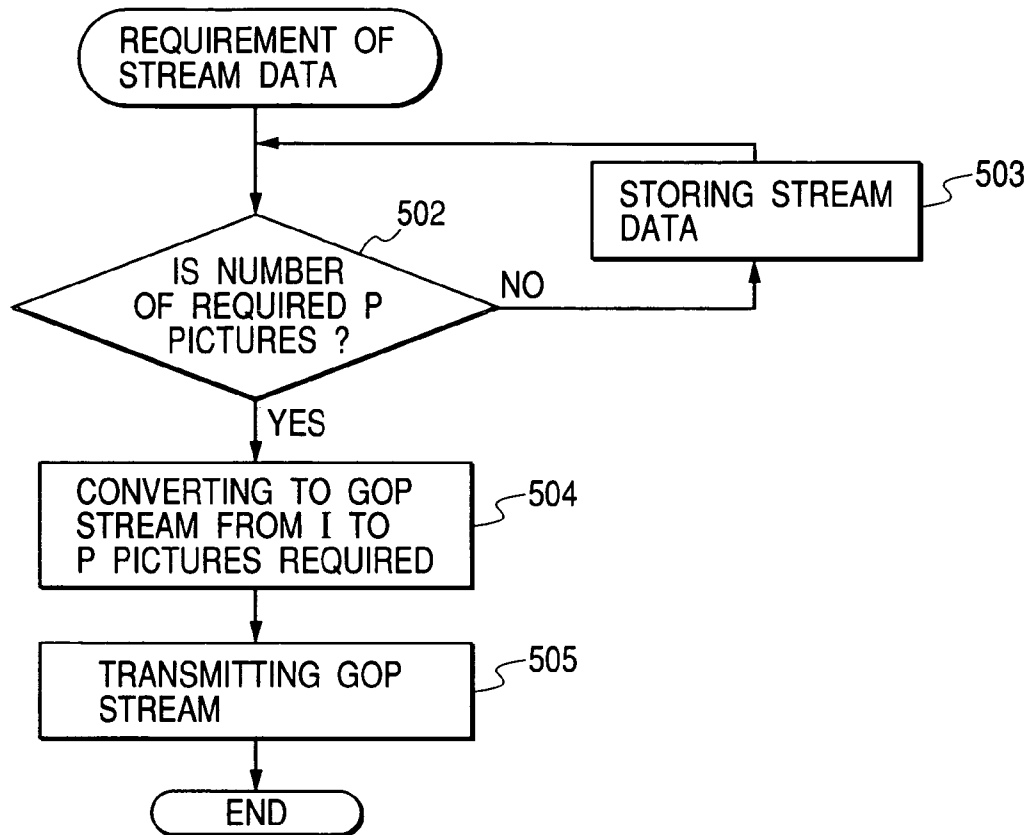 REQUIREMENT OF
STREAM DATA
STORING STREAM
DATA
503
502
IS NUMBER
OF REQUIRED P
PICTURES ?
NO
YES
CONVERTING TO GOP
STREAM FROM I TO
P PICTURES REQUIRED
504
TRANSMITTING GOP
STREAM
505
END